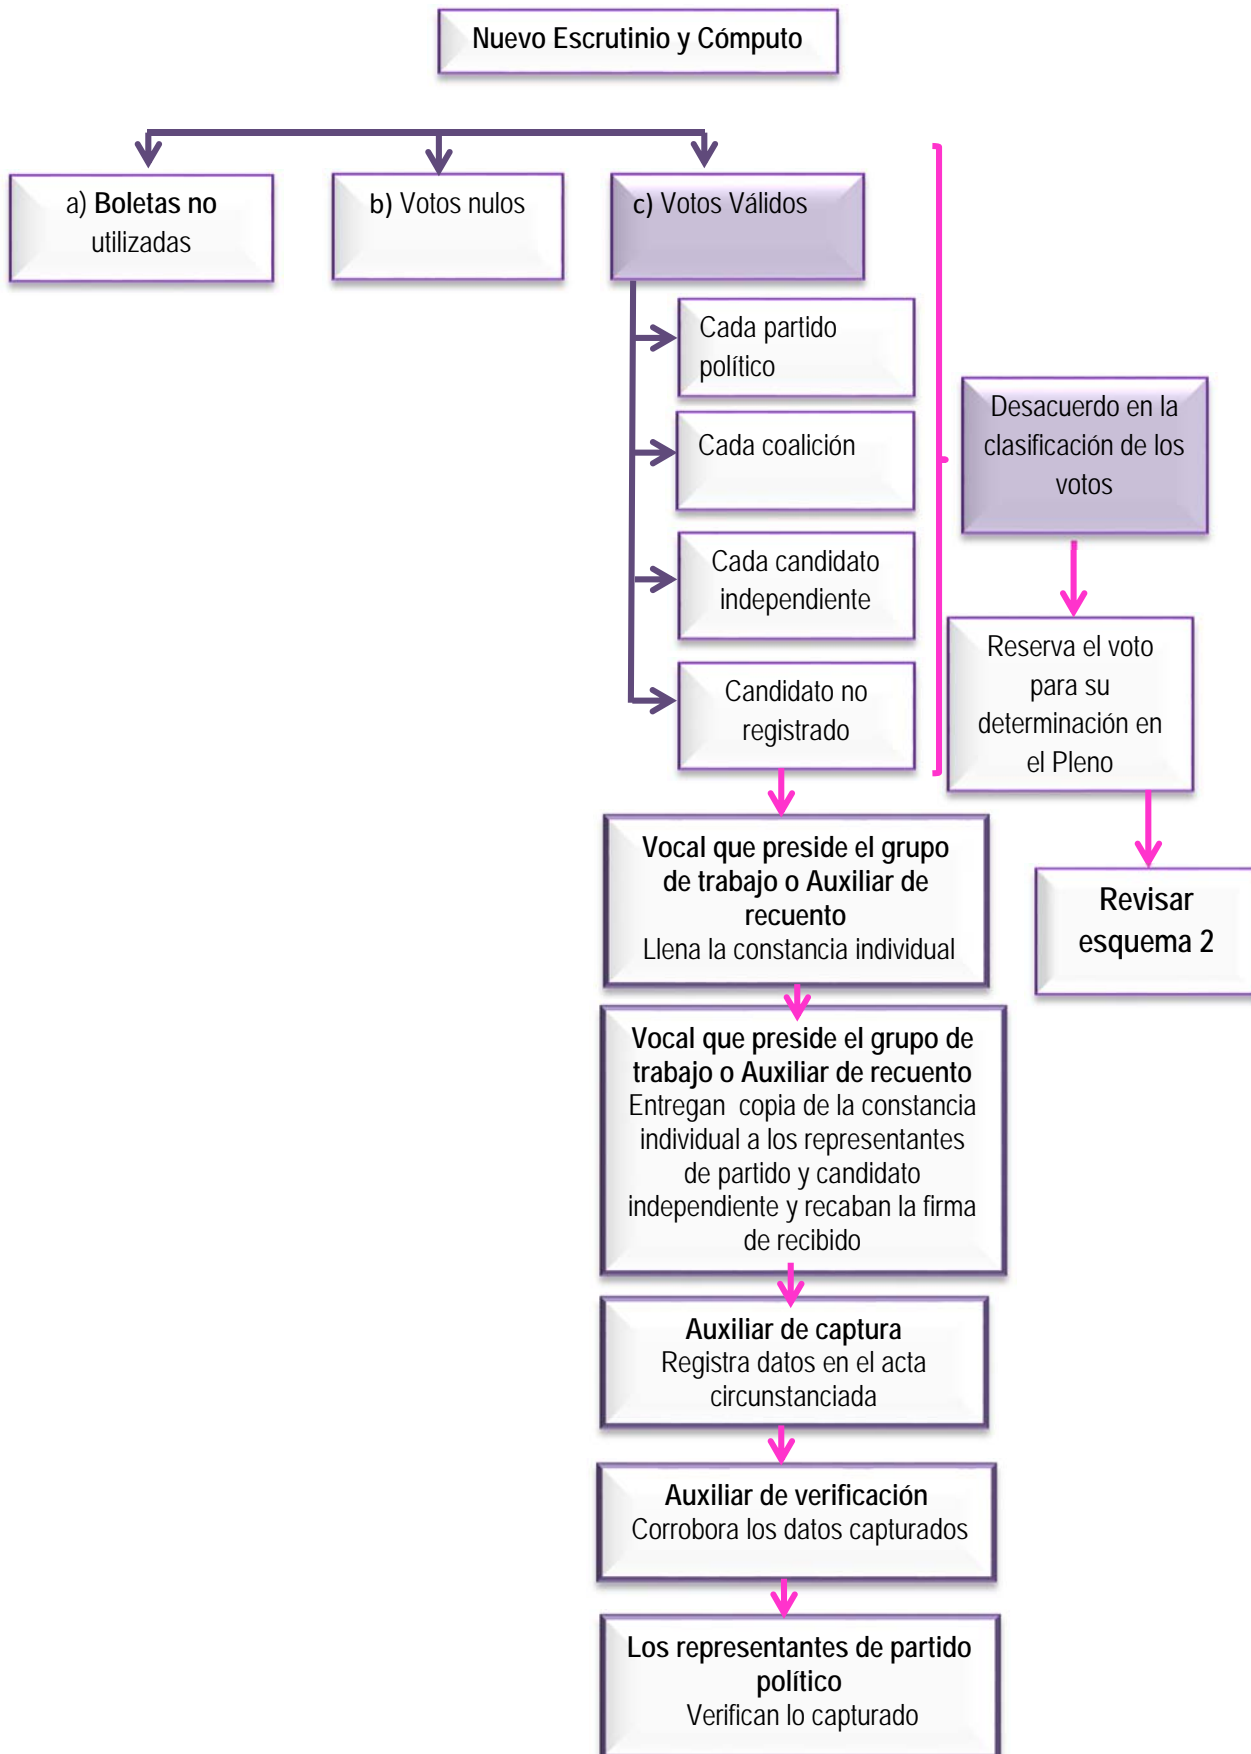 Nuevo Escrutinio y Cómputo
a) Boletas no
utilizadas
b) Votos nulos
c) Votos Válidos
Cada partido
político
Cada coalición
Cada candidato
independiente
Candidato no
registrado
Desacuerdo en la
clasificación de los
votos
Reserva el voto
para su
determinación en
el Pleno
Revisar
esquema 2
Vocal que preside el grupo
de trabajo o Auxiliar de
recuento
Llena la constancia individual
Vocal que preside el grupo de
trabajo o Auxiliar de recuento
Entregan copia de la constancia
individual a los representantes
de partido y candidato
independiente y recaban la firma
de recibido
Auxiliar de captura
Registra datos en el acta
circunstanciada
Auxiliar de verificación
Corrobora los datos capturados
Los representantes de partido
político
Verifican lo capturado